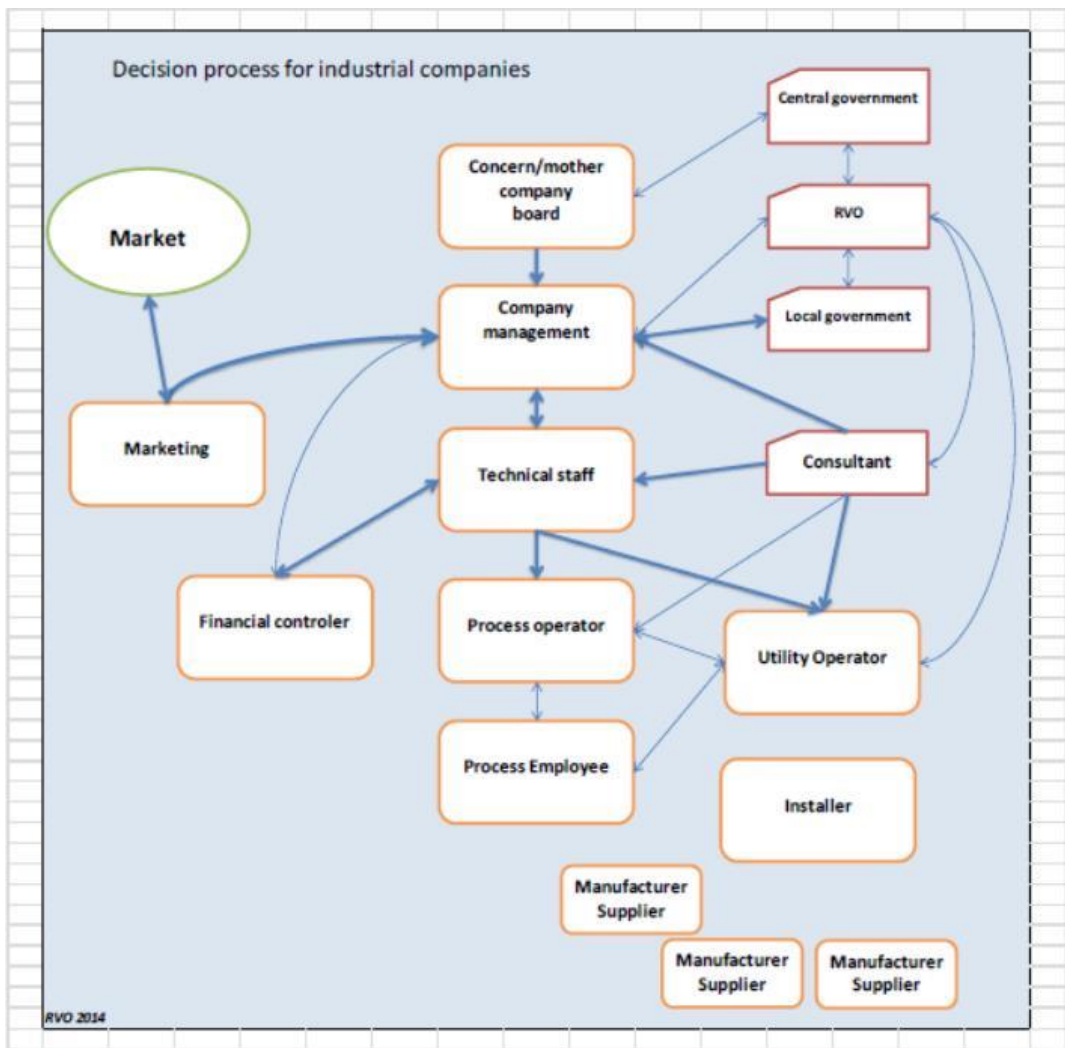 Decision process for industrial companies
Central government
Concern/mother
company
board
RVO
Market
Company
management
Local government
Marketing
Technical staff
Consultant
Financial controler
Process operator
Utility Operator
Process Employee
Installer
Manufacturer
Supplier
Manufacturer
Supplier
Manufacturer
Supplier
RVO 2014